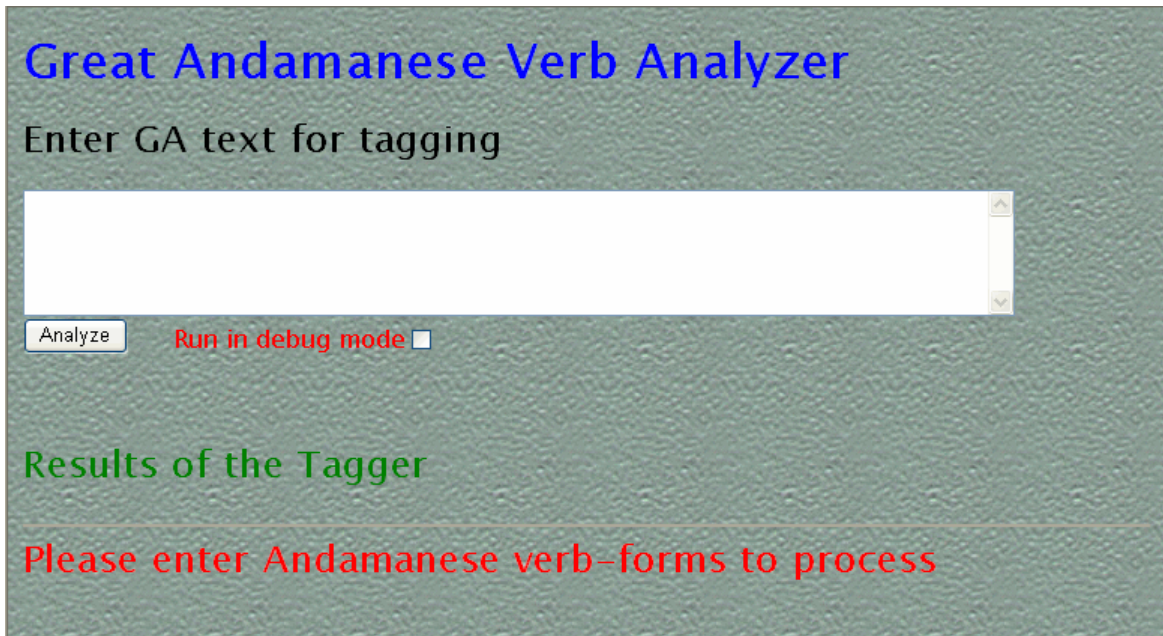 Great Andamanese Verb Analyzer
Enter GA text for tagging
Analyze Run in debug mode
Results of the Tagger
Please enter Andamanese verb-forms to process